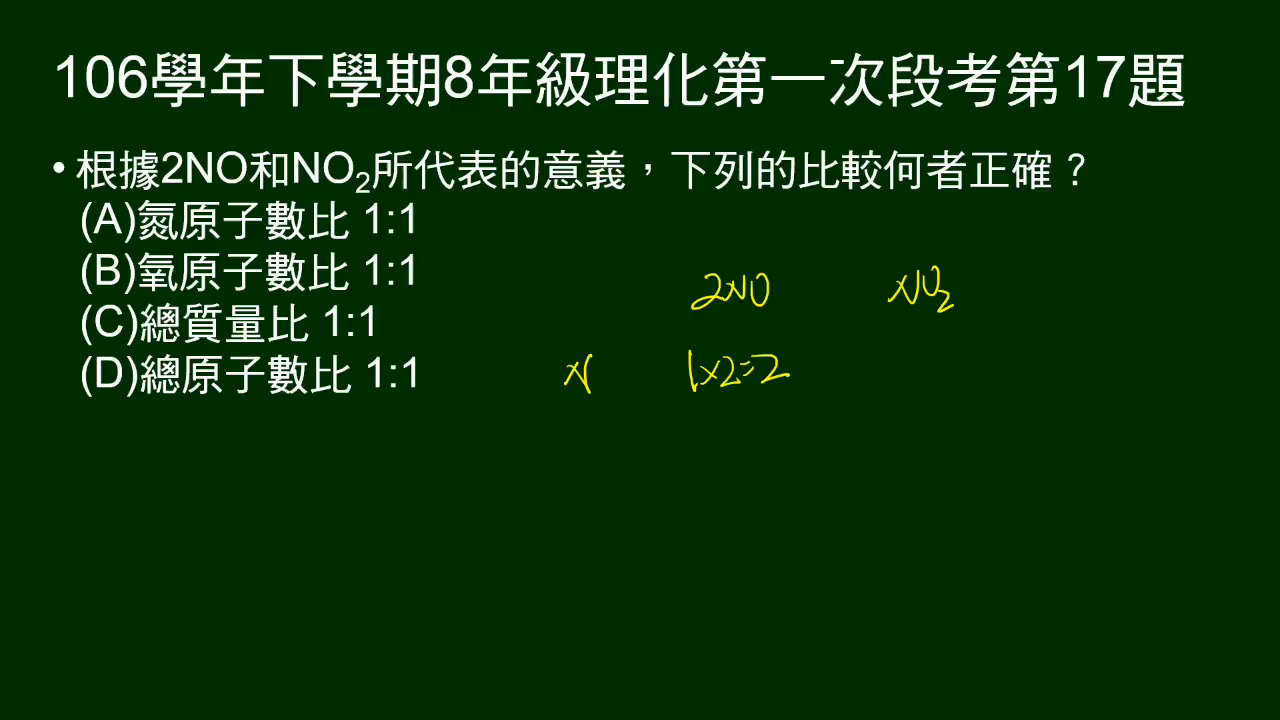 106學年下學期8年級理化第一次段考第17題
• 根據2NO和NO₂所代表的意義，下列的比較何者正確？
(A)氮原子數比 1:1
(B)氧原子數比 1:1
(C)總質量比 1:1
(D)總原子數比 1:1
2NO NO₂
N 1×2=2